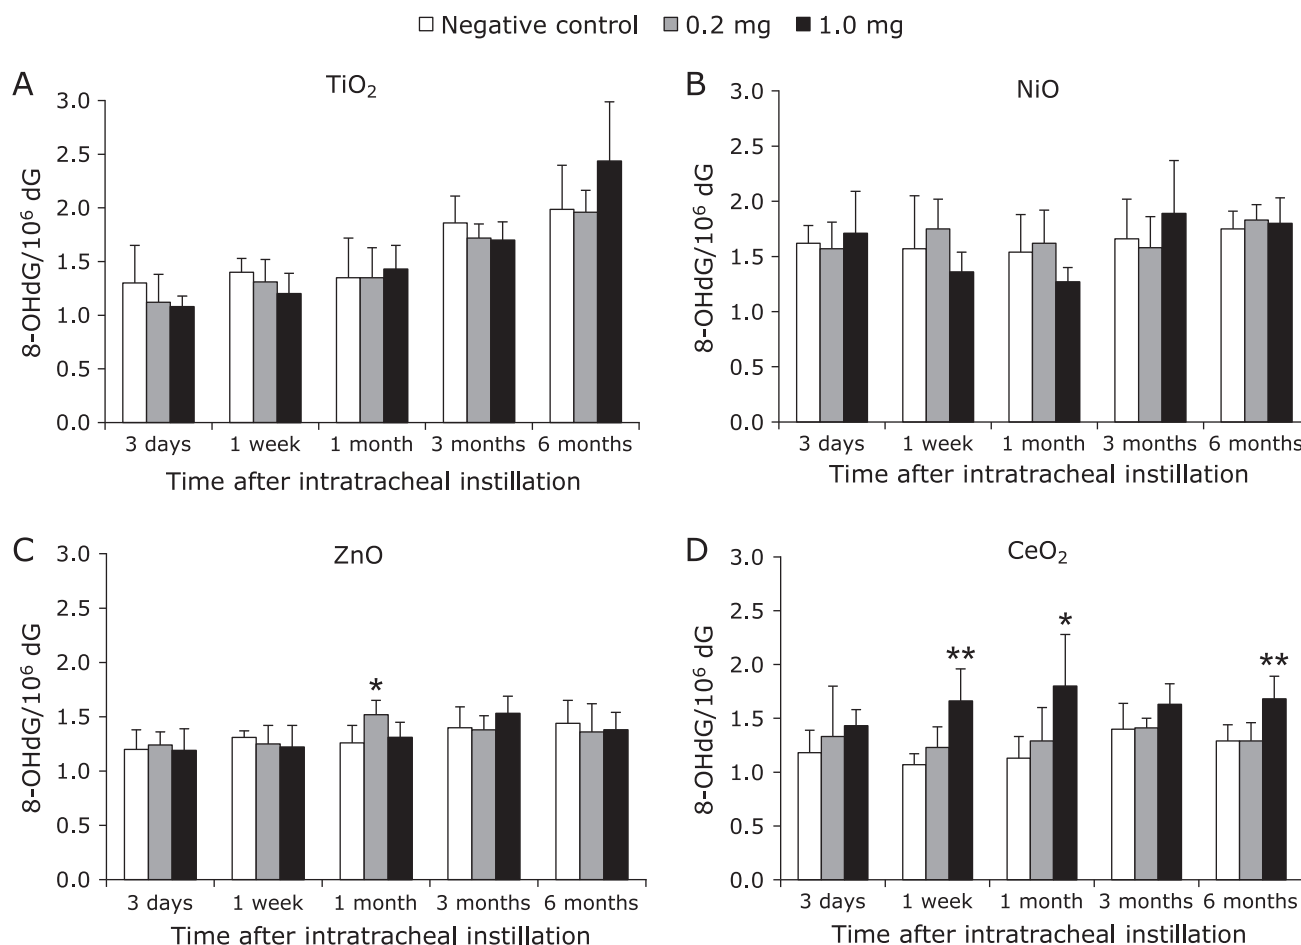 Negative control 0.2 mg 1.0 mg
A
TiO₂
8-OHdG/10⁶ dG
3.0
2.5
2.0
1.5
1.0
0.5
0.0
3 days 1 week 1 month 3 months 6 months
Time after intratracheal instillation
B
NiO
8-OHdG/10⁶ dG
3.0
2.5
2.0
1.5
1.0
0.5
0.0
3 days 1 week 1 month 3 months 6 months
Time after intratracheal instillation
C
ZnO
8-OHdG/10⁶ dG
3.0
2.5
2.0
1.5
1.0
0.5
0.0
*
3 days 1 week 1 month 3 months 6 months
Time after intratracheal instillation
D
CeO₂
8-OHdG/10⁶ dG
3.0
2.5
2.0
1.5
1.0
0.5
0.0
** * **
3 days 1 week 1 month 3 months 6 months
Time after intratracheal instillation